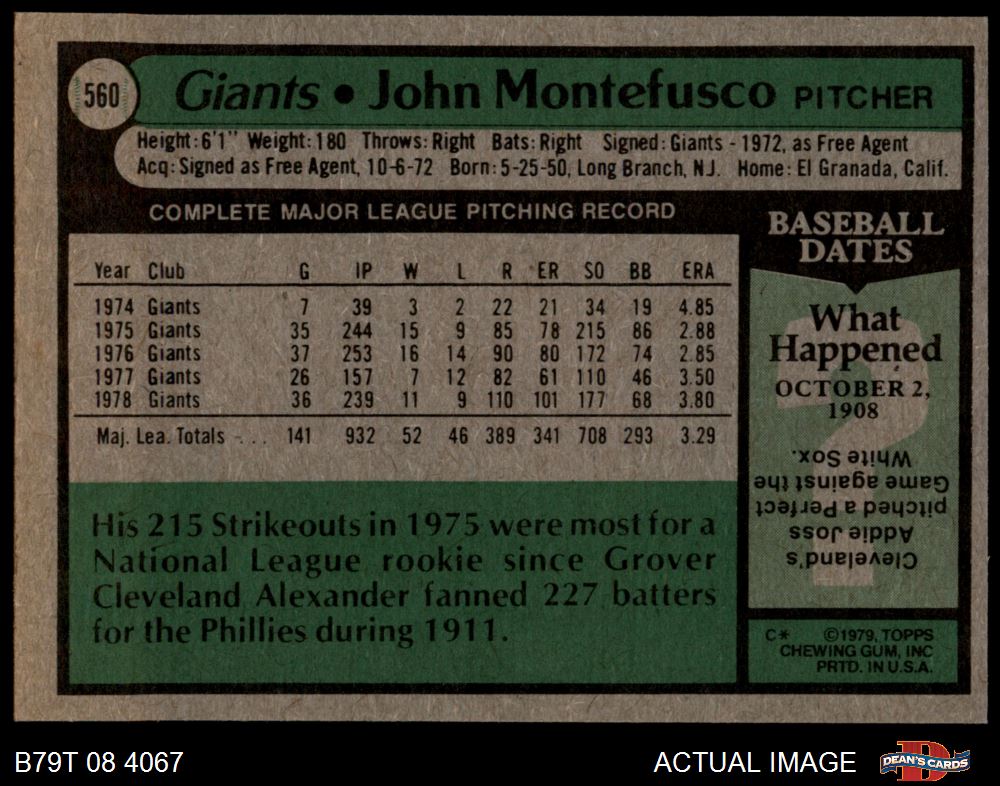 560
Giants • John Montefusco PITCHER
Height: 6'1" Weight: 180 Throws: Right Bats: Right Signed: Giants - 1972, as Free Agent
Acq: Signed as Free Agent, 10-6-72 Born: 5-25-50, Long Branch, N.J. Home: El Granada, Calif.
COMPLETE MAJOR LEAGUE PITCHING RECORD
Year Club G IP W L R ER SO BB ERA
1974 Giants 7 39 3 2 22 21 34 19 4.85
1975 Giants 35 244 15 9 85 78 215 86 2.88
1976 Giants 37 253 16 14 90 80 172 74 2.85
1977 Giants 26 157 7 12 82 61 110 46 3.50
1978 Giants 36 239 11 9 110 101 177 68 3.80
Maj. Lea. Totals - . . . 141 932 52 46 389 341 708 293 3.29
His 215 Strikeouts in 1975 were most for a
National League rookie since Grover
Cleveland Alexander fanned 227 batters
for the Phillies during 1911.
BASEBALL
DATES
What
Happened
OCTOBER 2,
1908
Cleveland's
Addie Joss
pitched a Perfect
Game against the
White Sox.
C* ©1979, TOPPS
CHEWING GUM, INC
PRTD. IN U.S.A.
B79T 08 4067
ACTUAL IMAGE
D
DEAN'S CARDS